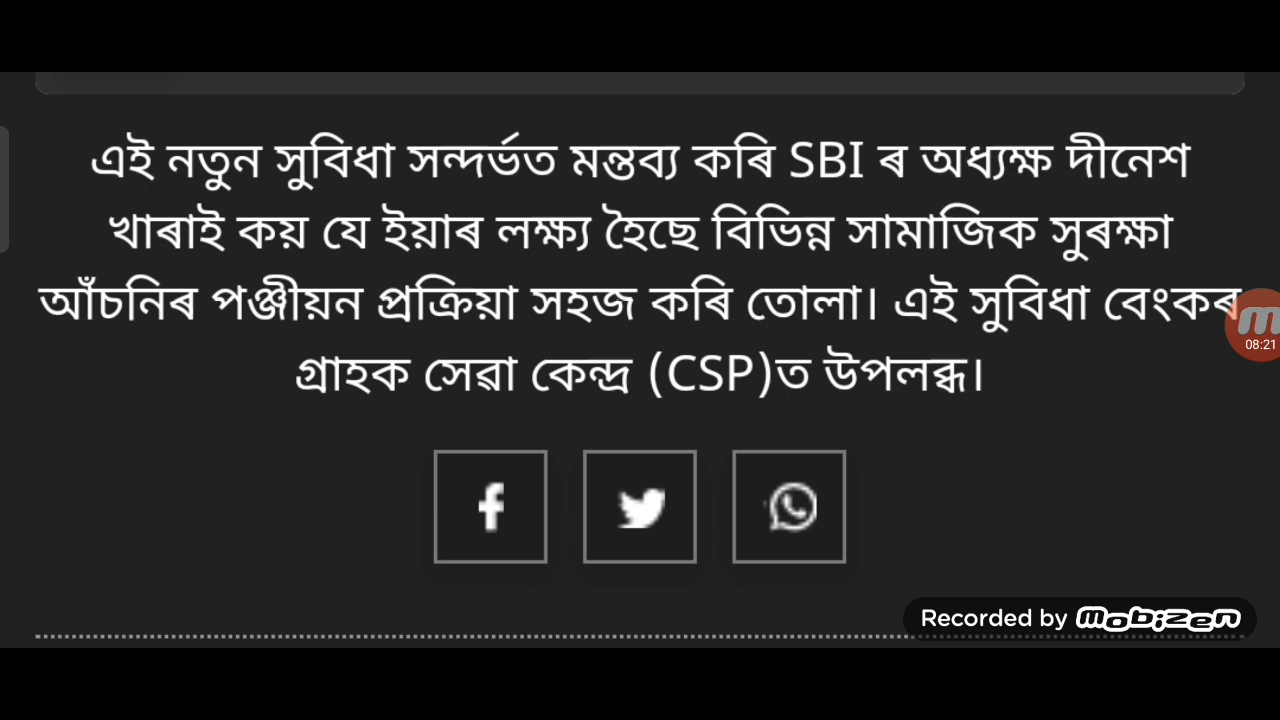 এই নতুন সুবিধা সন্দৰ্ভত মন্তব্য কৰি SBI ৰ অধ্যক্ষ দীনেশ
খাৰাই কয় যে ইয়াৰ লক্ষ্য হৈছে বিভিন্ন সামাজিক সুৰক্ষা
আঁচনিৰ পঞ্জীয়ন প্ৰক্ৰিয়া সহজ কৰি তোলা। এই সুবিধা বেংকৰ
গ্ৰাহক সেৱা কেন্দ্ৰ (CSP)ত উপলব্ধ।
08:21
Recorded by mobizen